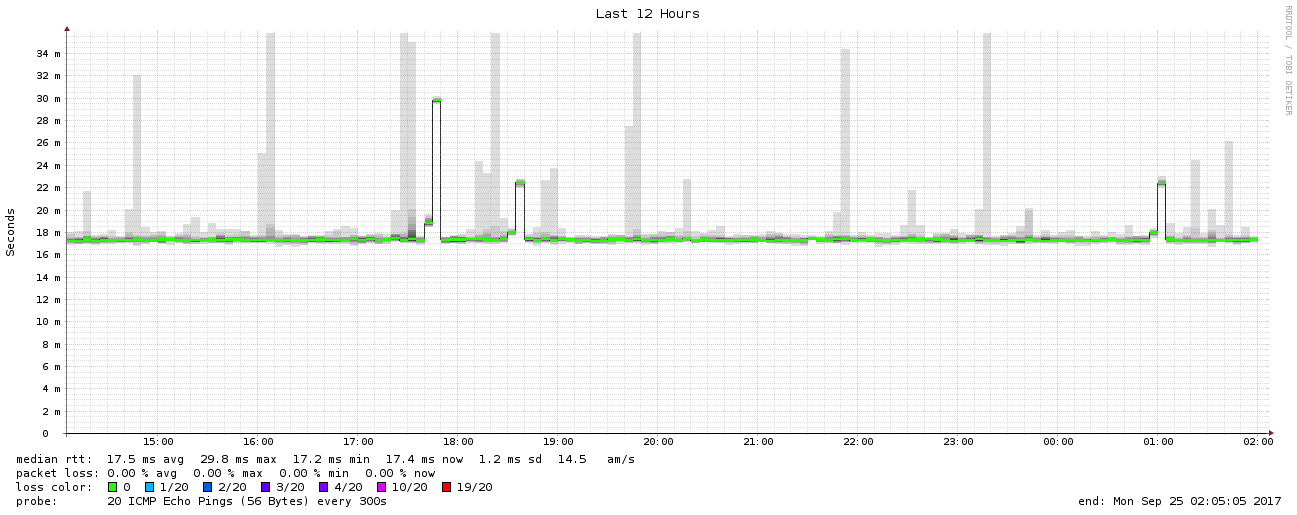 Last 12 Hours
RRDTOOL / TOBI OETIKER
Seconds
34 m
32 m
30 m
28 m
26 m
24 m
22 m
20 m
18 m
16 m
14 m
12 m
10 m
8 m
6 m
4 m
2 m
0
15:00 16:00 17:00 18:00 19:00 20:00 21:00 22:00 23:00 00:00 01:00 02:00
median rtt: 17.5 ms avg 29.8 ms max 17.2 ms min 17.4 ms now 1.2 ms sd 14.5 am/s
packet loss: 0.00 % avg 0.00 % max 0.00 % min 0.00 % now
loss color: 0 1/20 2/20 3/20 4/20 10/20 19/20
probe: 20 ICMP Echo Pings (56 Bytes) every 300s end: Mon Sep 25 02:05:05 2017